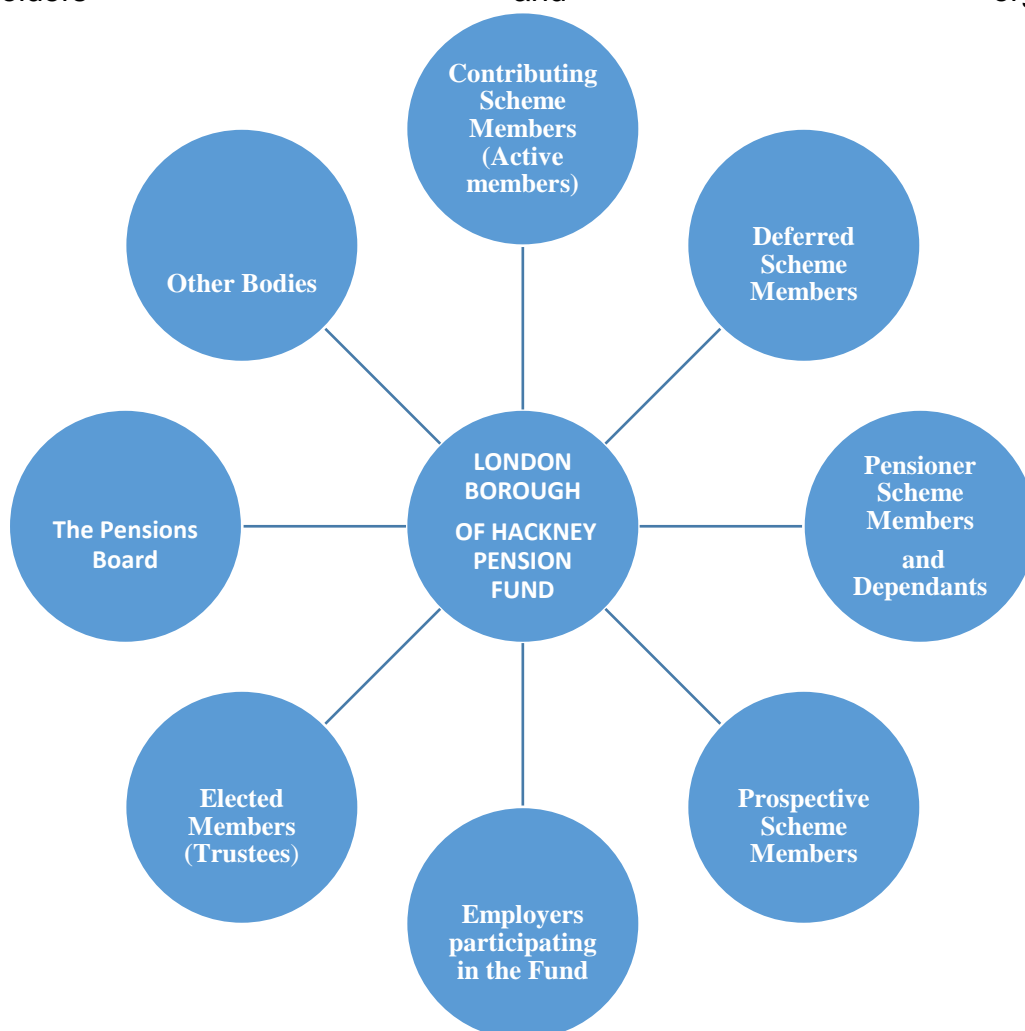 and
Contributing
Scheme
Members
(Active
members)
Deferred
Scheme
Members
Pensioner
Scheme
Members
and
Dependants
Prospective
Scheme
Members
Employers
participating
in the Fund
Elected
Members
(Trustees)
The Pensions
Board
Other Bodies
LONDON
BOROUGH
OF HACKNEY
PENSION
FUND